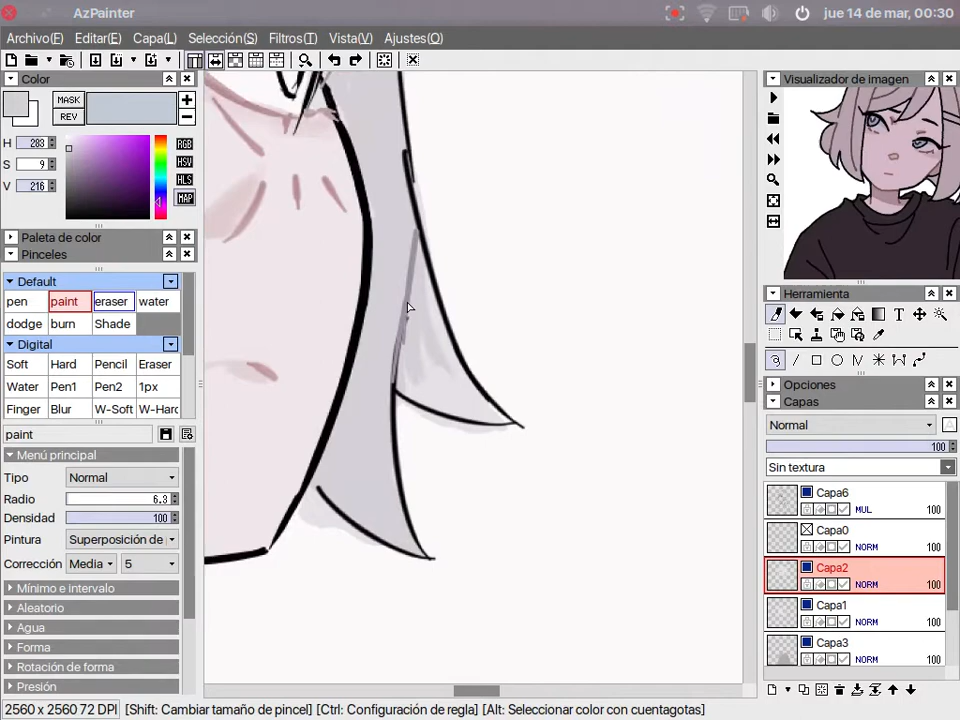 AzPainter
jue 14 de mar, 00:30
Archivo(F) Editar(E) Capa(L) Selección(S) Filtros(T) Vista(V) Ajustes(O)
Color
MASK
REV
H 283
S 9
V 216
RGB
HSV
HLS
MAP
Paleta de color
Pinceles
Default
pen paint eraser water
dodge burn Shade
Digital
Soft Hard Pencil Eraser
Water Pen1 Pen2 1px
Finger Blur W-Soft W-Harc
paint
Menú principal
Tipo Normal
Radio 6.3
Densidad 100
Pintura Superposición de
Corrección Media 5
Mínimo e intervalo
Aleatorio
Agua
Forma
Rotación de forma
Presión
Visualizador de imagen
Herramienta
T
Opciones
Capas
Normal A
100
Sin textura
Capa6
MUL 100
Capa0
NORM 100
Capa2
NORM 100
Capa1
NORM 100
Capa3
NORM 100
2560 x 2560 72 DPI [Shift: Cambiar tamaño de pincel] [Ctrl: Configuración de regla] [Alt: Seleccionar color con cuentagotas]